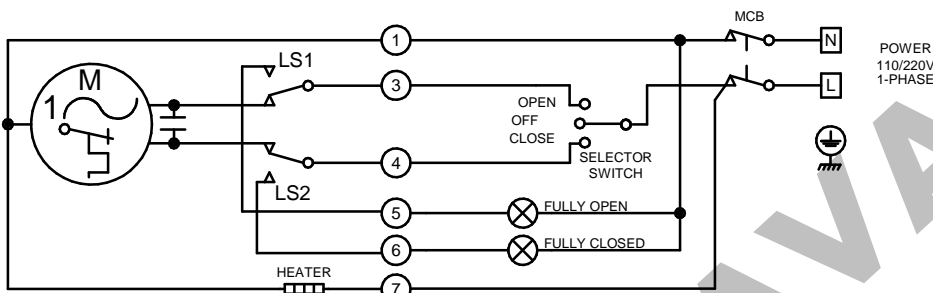 MCB
1
N
POWER
110/220V
1-PHASE
LS1
M
1
3
L
OPEN
OFF
CLOSE
SELECTOR
SWITCH
4
LS2
5
FULLY OPEN
6
FULLY CLOSED
HEATER
7